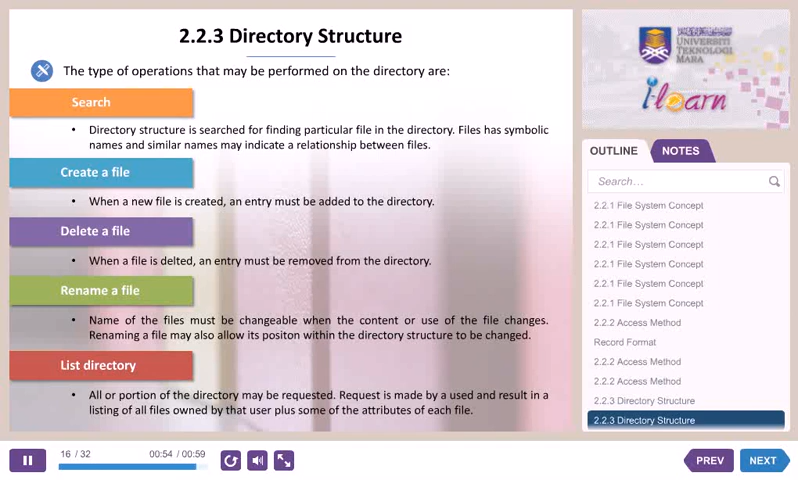 2.2.3 Directory Structure
The type of operations that may be performed on the directory are:
Search
• Directory structure is searched for finding particular file in the directory. Files has symbolic
names and similar names may indicate a relationship between files.
Create a file
• When a new file is created, an entry must be added to the directory.
Delete a file
• When a file is delted, an entry must be removed from the directory.
Rename a file
• Name of the files must be changeable when the content or use of the file changes.
Renaming a file may also allow its positon within the directory structure to be changed.
List directory
• All or portion of the directory may be requested. Request is made by a used and result in a
listing of all files owned by that user plus some of the attributes of each file.
UNIVERSITI
TEKNOLOGI
MARA
i-learn
OUTLINE
NOTES
Search...
2.2.1 File System Concept
2.2.1 File System Concept
2.2.1 File System Concept
2.2.1 File System Concept
2.2.1 File System Concept
2.2.1 File System Concept
2.2.2 Access Method
Record Format
2.2.2 Access Method
2.2.2 Access Method
2.2.3 Directory Structure
2.2.3 Directory Structure
16 / 32
00:54 / 00:59
PREV
NEXT